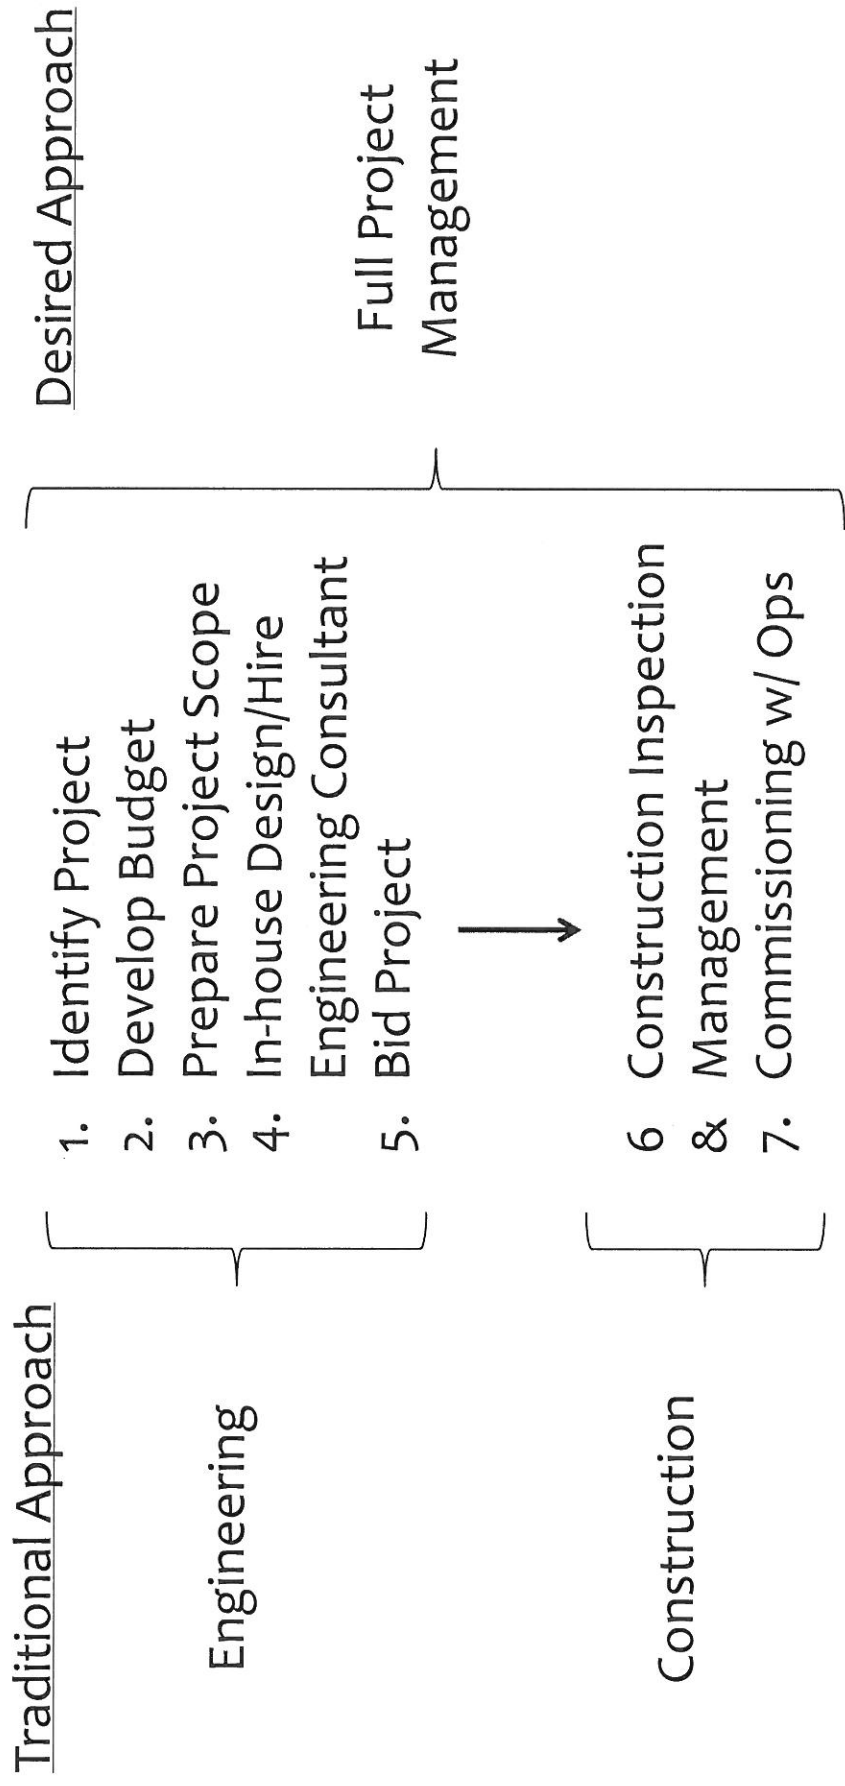 Traditional Approach
Desired Approach
Engineering
1. Identify Project
2. Develop Budget
3. Prepare Project Scope
4. In-house Design/Hire
Engineering Consultant
5. Bid Project
Full Project
Management
Construction
6 Construction Inspection
& Management
7. Commissioning w/ Ops